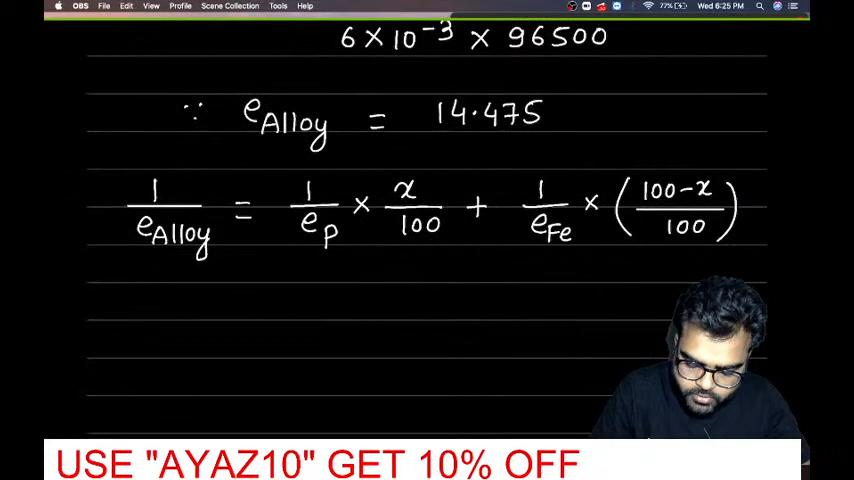 OBS File Edit View Profile Scene Collection Tools Help 77% Wed 6:25 PM
6 × 10⁻³ × 96500
∵ e_Alloy = 14.475
1/e_Alloy = 1/e_P × x/100 + 1/e_Fe × (100-x/100)
USE "AYAZ10" GET 10% OFF